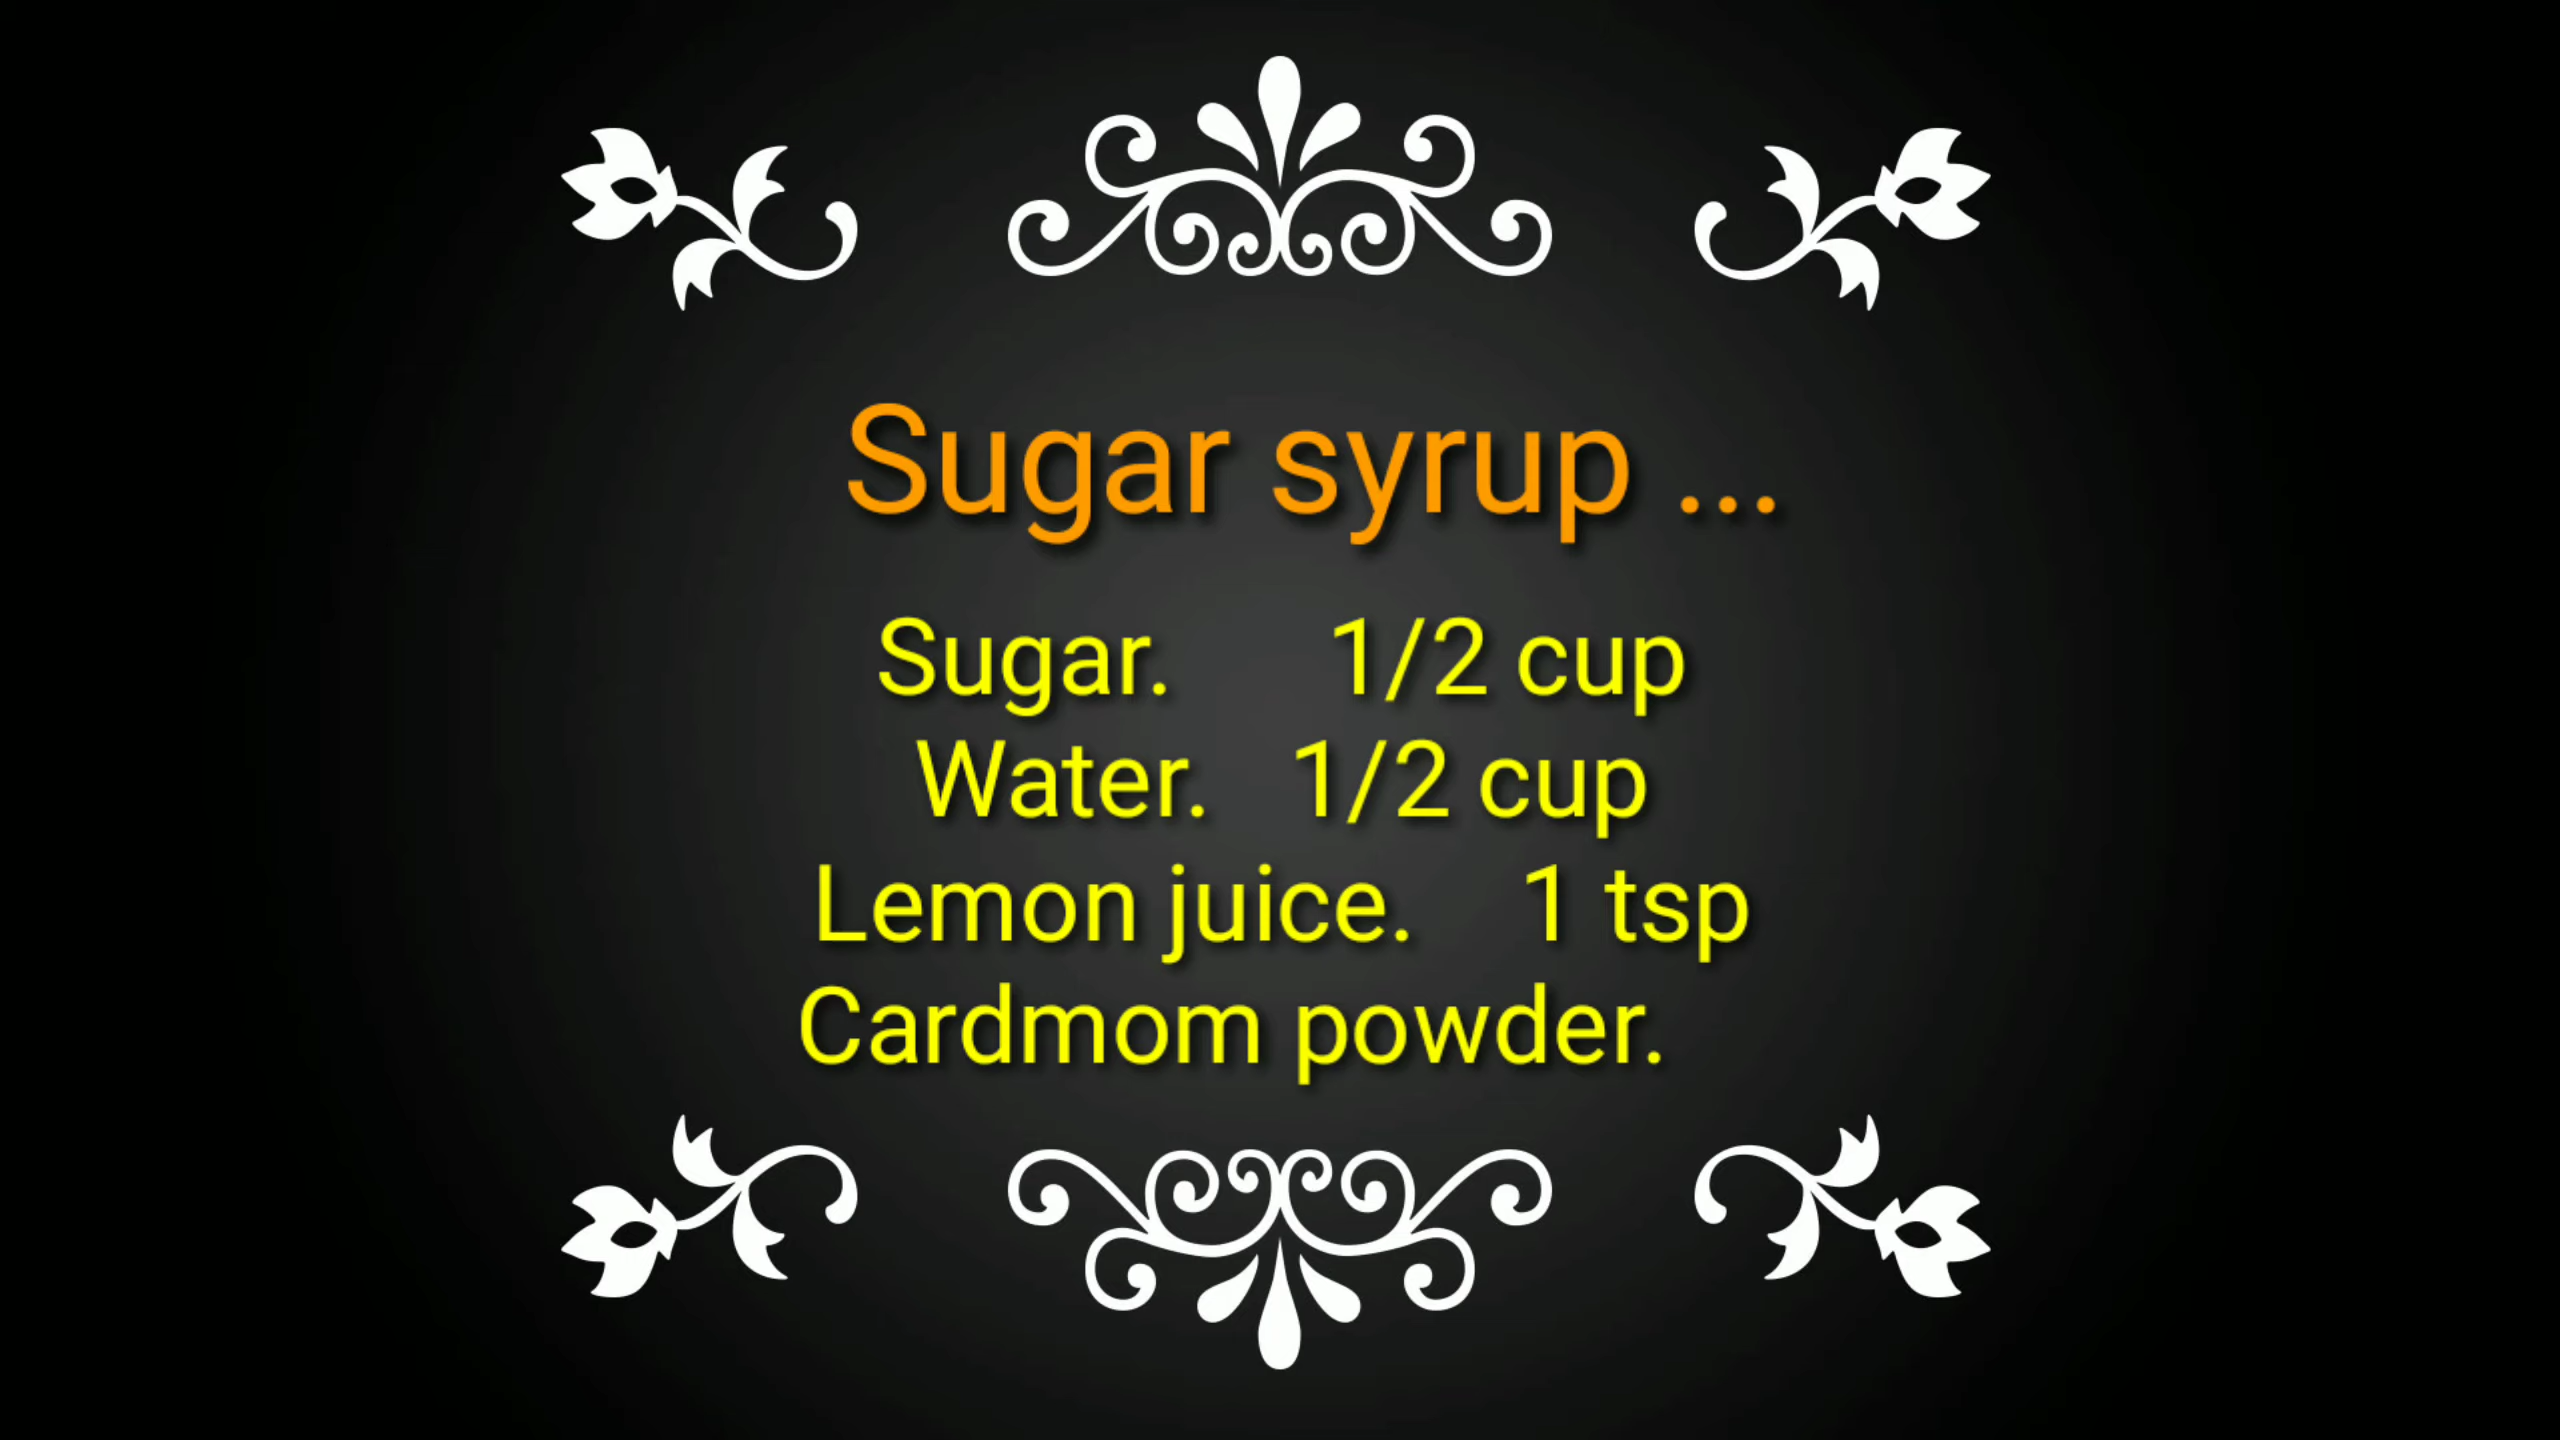 Sugar syrup ...
Sugar. 1/2 cup
Water. 1/2 cup
Lemon juice. 1 tsp
Cardmom powder.